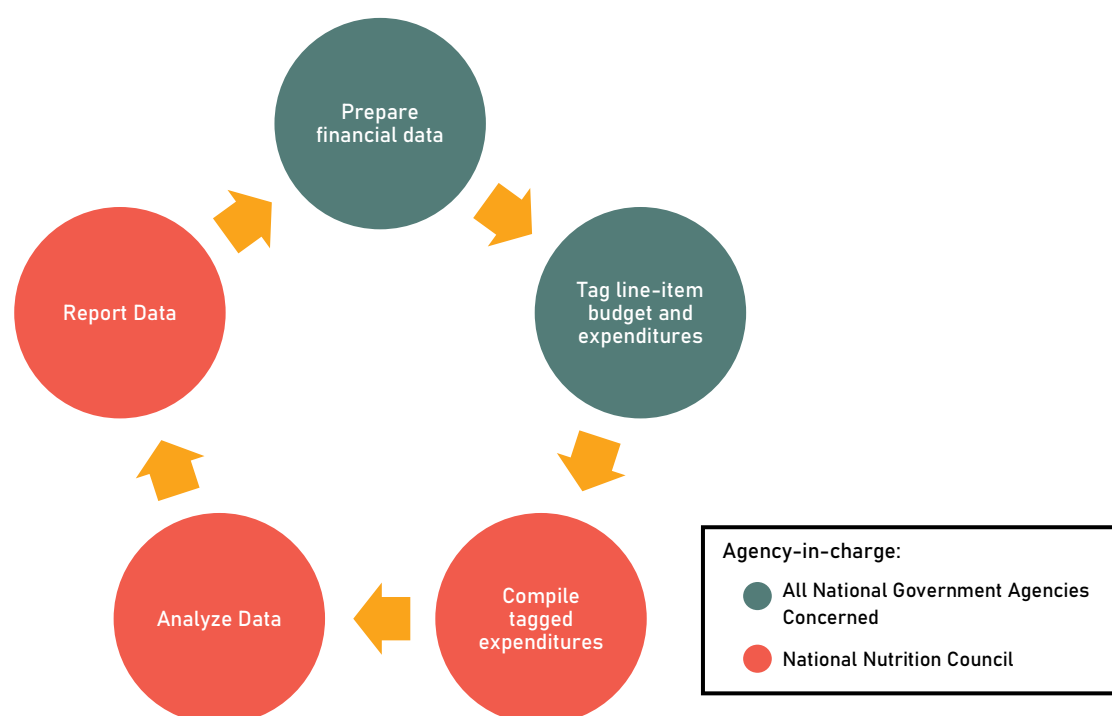 Prepare
financial data
Tag line-item
budget and
expenditures
Compile
tagged
expenditures
Analyze Data
Report Data
Agency-in-charge:
All National Government Agencies
Concerned
National Nutrition Council